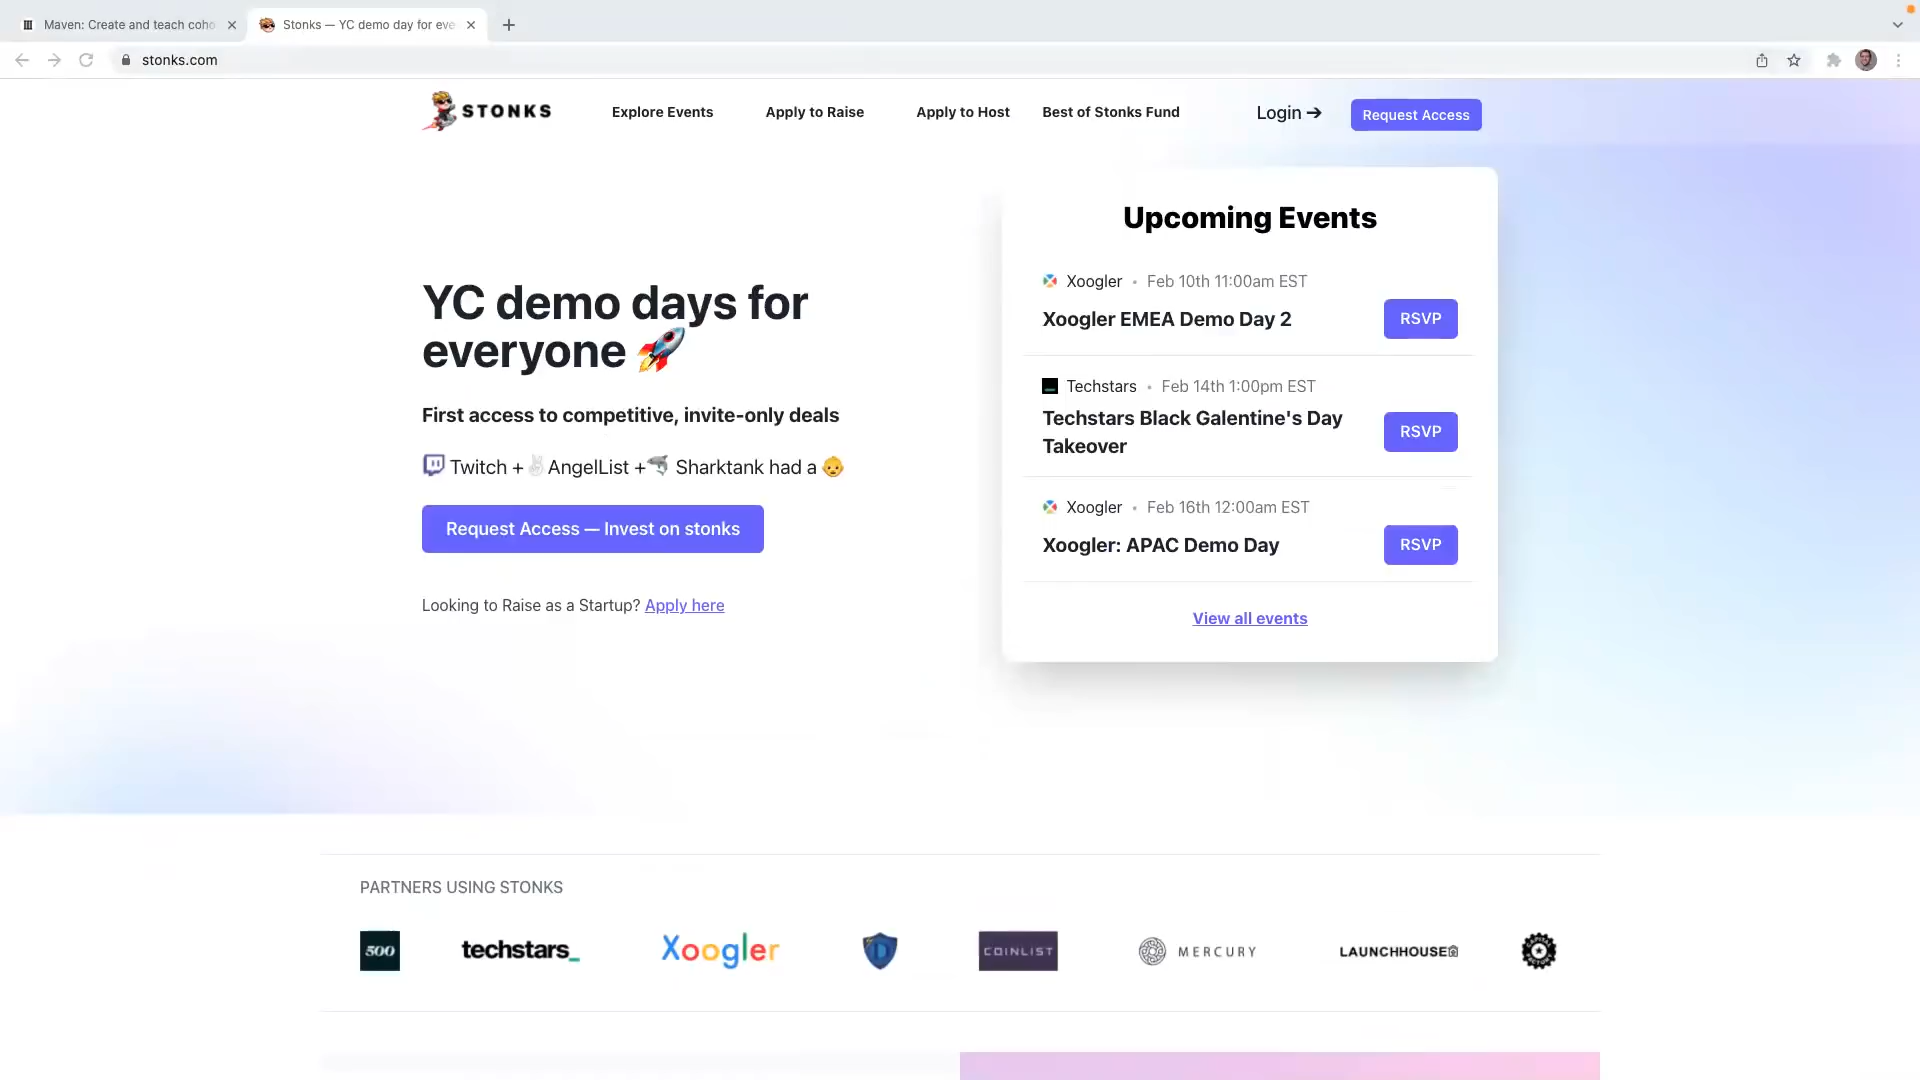 Maven: Create and teach coho
Stonks — YC demo day for eve
stonks.com
STONKS
Explore Events
Apply to Raise
Apply to Host
Best of Stonks Fund
Login ➔
Request Access
YC demo days for
everyone 🚀
First access to competitive, invite-only deals
Twitch +✌AngelList +🦈 Sharktank had a 👶
Request Access — Invest on stonks
Looking to Raise as a Startup? Apply here
Upcoming Events
Xoogler • Feb 10th 11:00am EST
Xoogler EMEA Demo Day 2
RSVP
Techstars • Feb 14th 1:00pm EST
Techstars Black Galentine's Day
Takeover
RSVP
Xoogler • Feb 16th 12:00am EST
Xoogler: APAC Demo Day
RSVP
View all events
PARTNERS USING STONKS
500
techstars_
Xoogler
COINLIST
MERCURY
LAUNCHHOUSE